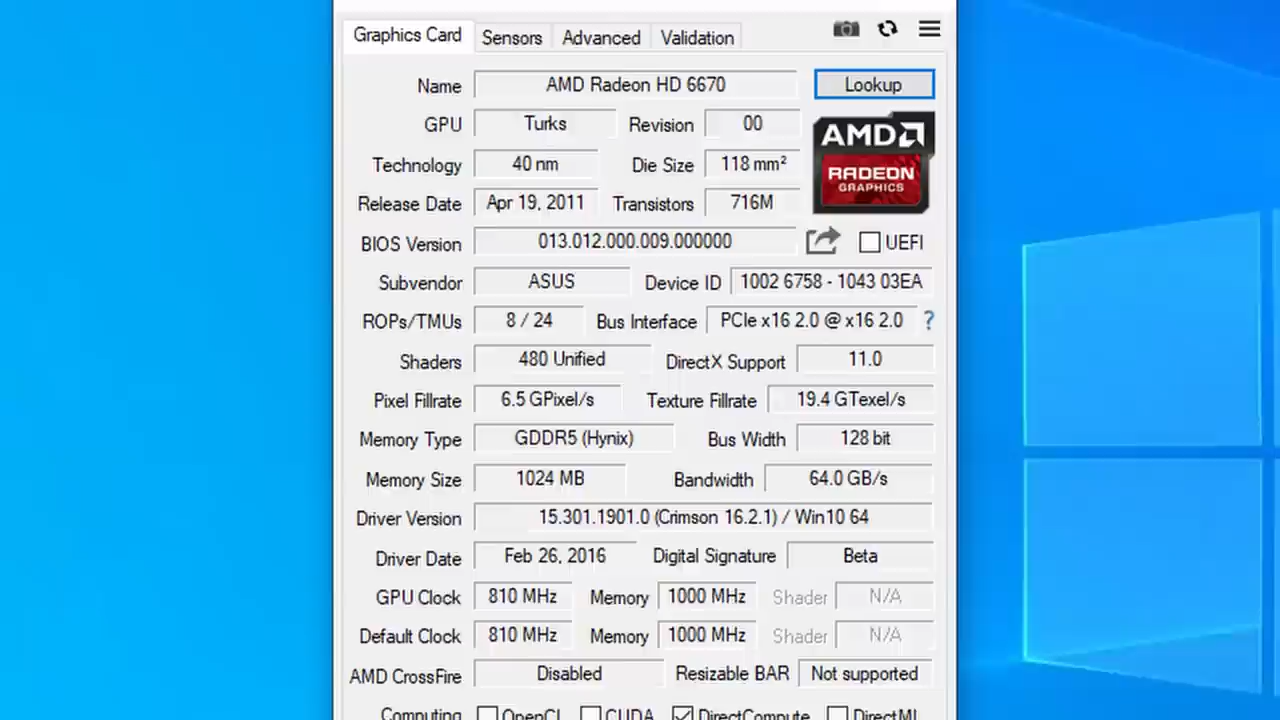 Graphics Card Sensors Advanced Validation
Name AMD Radeon HD 6670 Lookup
GPU Turks Revision 00
AMD
RADEON
GRAPHICS
Technology 40 nm Die Size 118 mm²
Release Date Apr 19, 2011 Transistors 716M
BIOS Version 013.012.000.009.000000 UEFI
Subvendor ASUS Device ID 1002 6758 - 1043 03EA
ROPs/TMUs 8 / 24 Bus Interface PCIe x16 2.0 @ x16 2.0 ?
Shaders 480 Unified DirectX Support 11.0
Pixel Fillrate 6.5 GPixel/s Texture Fillrate 19.4 GTexel/s
Memory Type GDDR5 (Hynix) Bus Width 128 bit
Memory Size 1024 MB Bandwidth 64.0 GB/s
Driver Version 15.301.1901.0 (Crimson 16.2.1) / Win10 64
Driver Date Feb 26, 2016 Digital Signature Beta
GPU Clock 810 MHz Memory 1000 MHz Shader N/A
Default Clock 810 MHz Memory 1000 MHz Shader N/A
AMD CrossFire Disabled Resizable BAR Not supported
Computing OpenCL CUDA DirectCompute DirectML